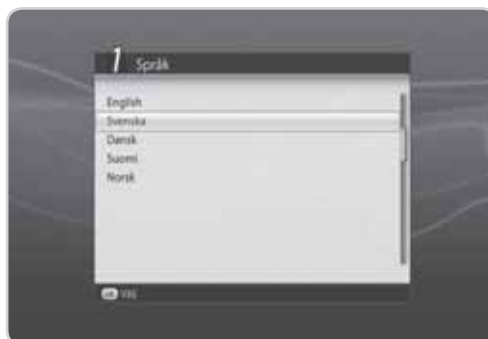 1 Språk
English
Svenska
Dansk
Suomi
Norsk
OK Välj